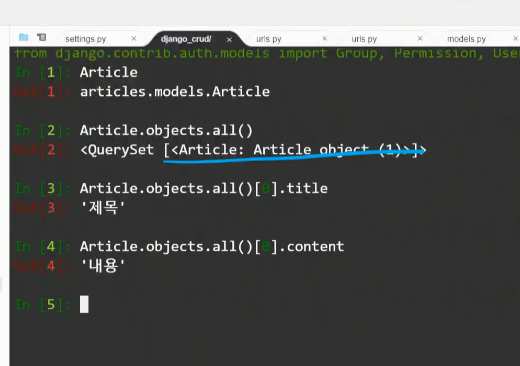 settings.py × django_crud/ × urls.py × urls.py × models.py ×
from django.contrib.auth.models import Group, Permission, Use
In [1]: Article
Out[1]: articles.models.Article
In [2]: Article.objects.all()
Out[2]: <QuerySet [<Article: Article object (1)>]>
In [3]: Article.objects.all()[0].title
Out[3]: '제목'
In [4]: Article.objects.all()[0].content
Out[4]: '내용'
In [5]: